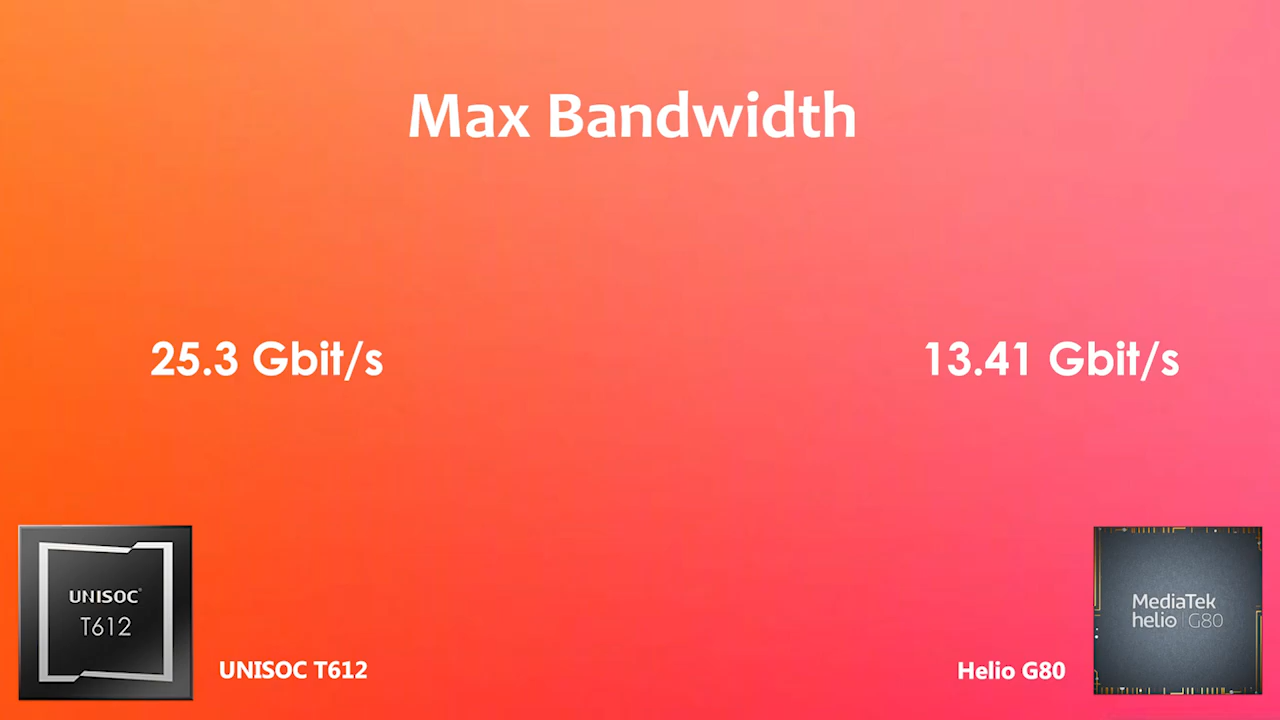 Max Bandwidth
25.3 Gbit/s
13.41 Gbit/s
UNISOC®
T612
UNISOC T612
Helio G80
MediaTek
helio G80